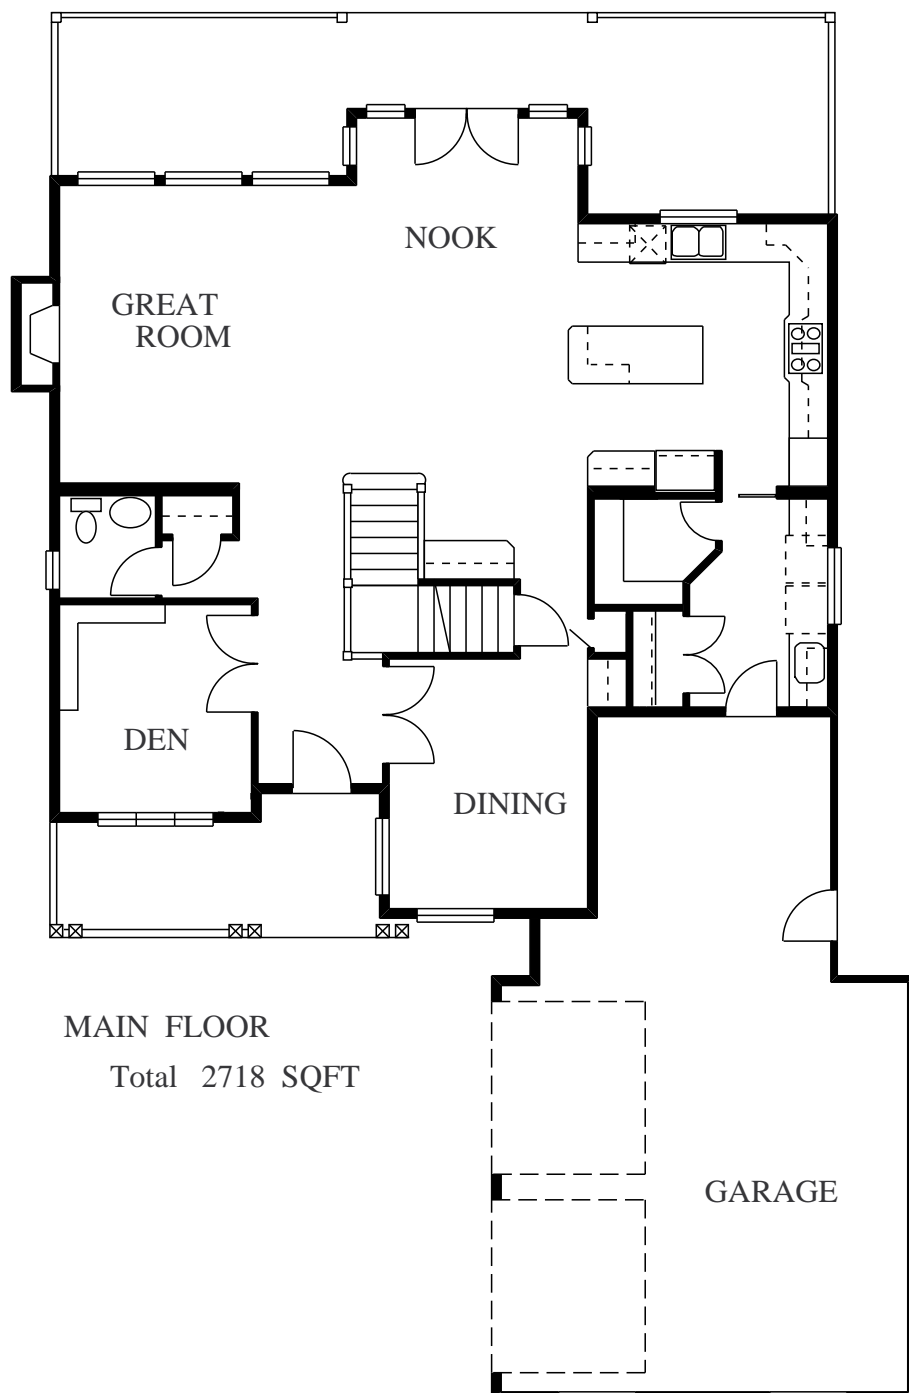 NOOK
GREAT
ROOM
DEN
DINING
MAIN FLOOR
Total 2718 SQFT
GARAGE